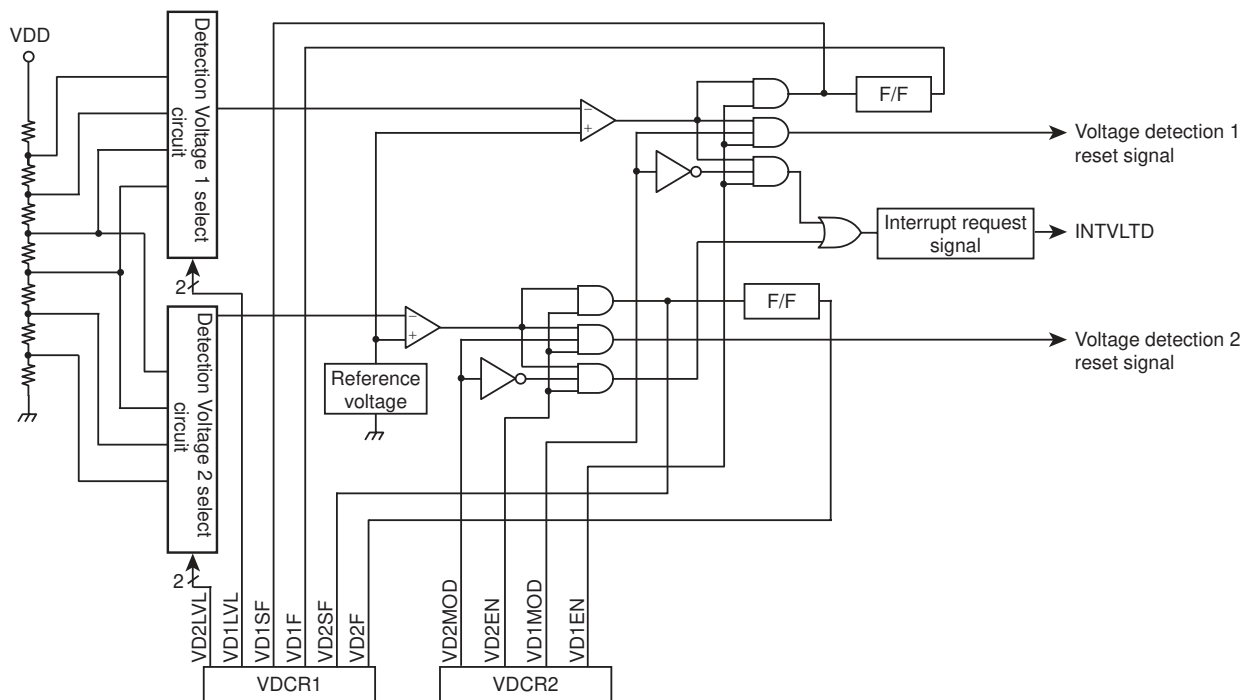 VDD
Detection Voltage 1 select
circuit
2
Detection Voltage 2 select
circuit
2
−
+
−
+
Reference
voltage
F/F
Voltage detection 1
reset signal
Interrupt request
signal
INTVLTD
F/F
Voltage detection 2
reset signal
VD2LVL
VD1LVL
VD1SF
VD1F
VD2SF
VD2F
VD2MOD
VD2EN
VD1MOD
VD1EN
VDCR1
VDCR2